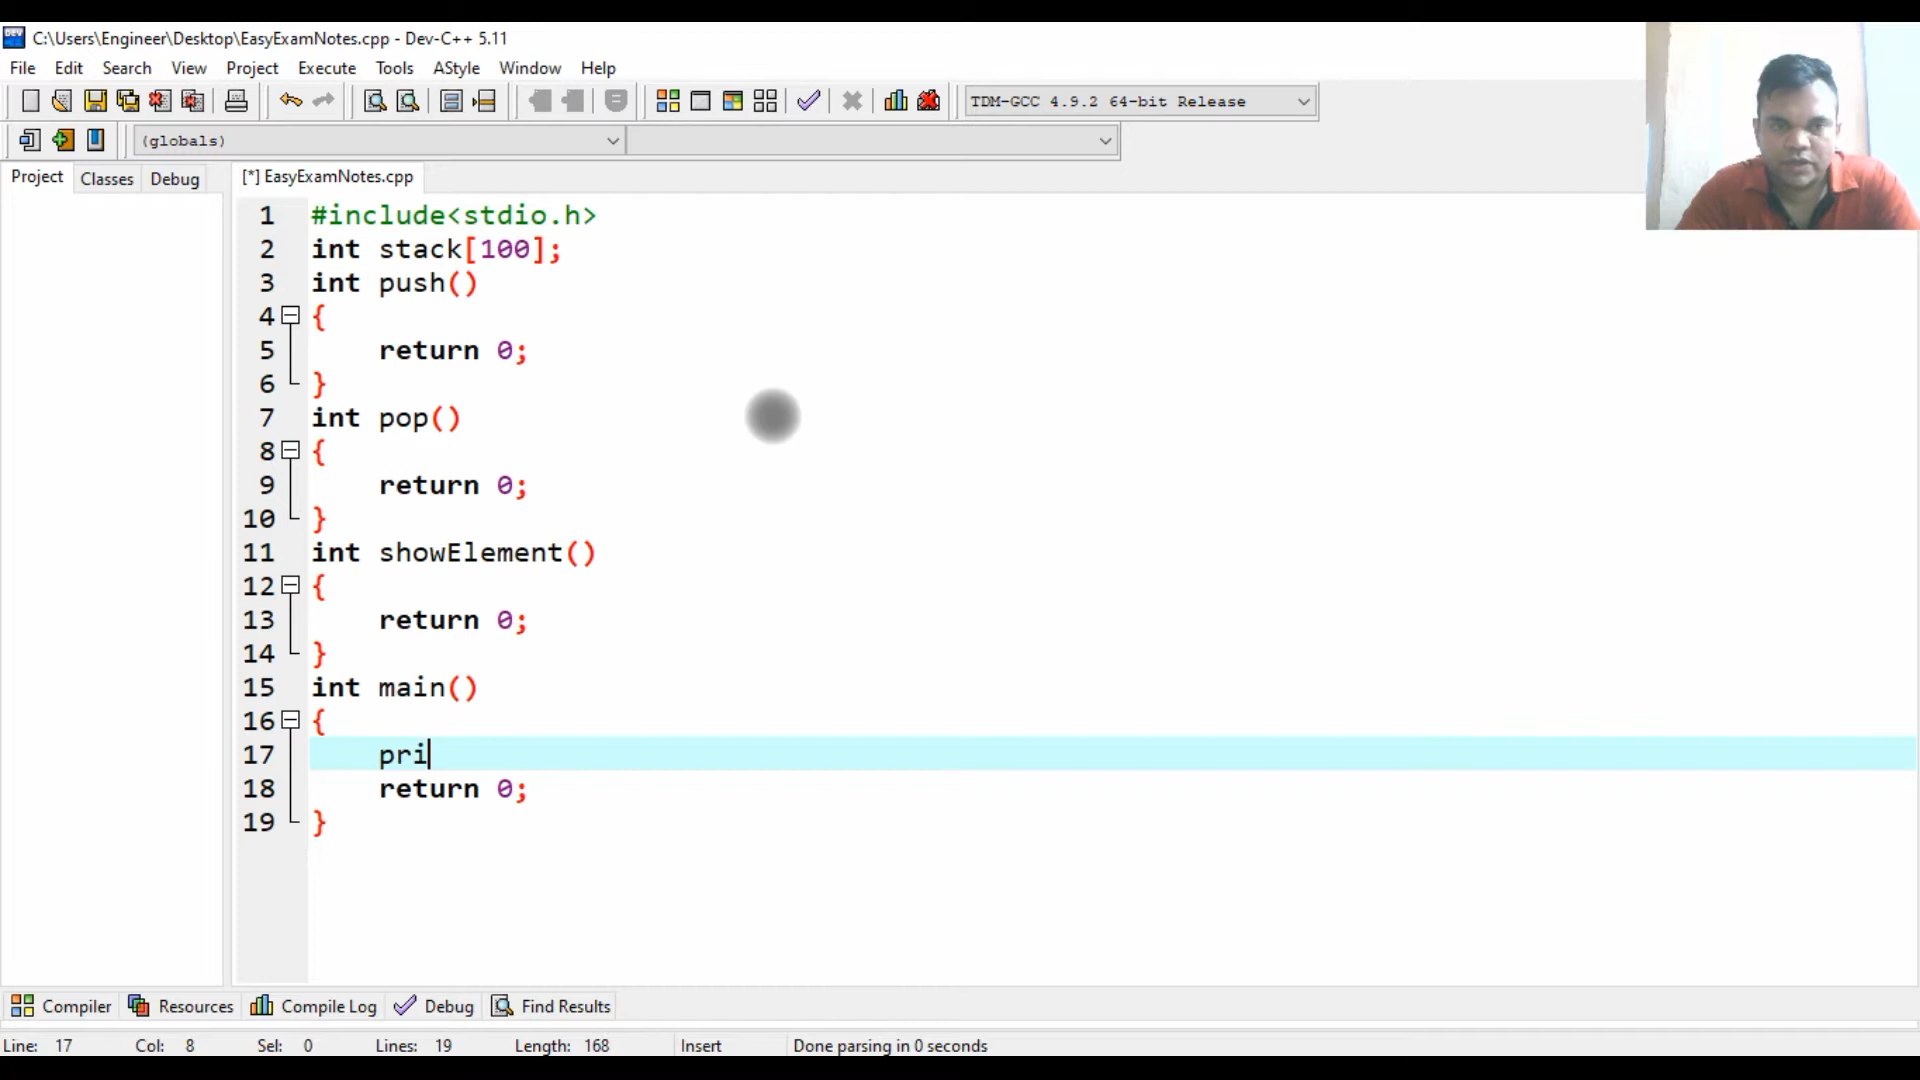 C:\Users\Engineer\Desktop\EasyExamNotes.cpp - Dev-C++ 5.11
File Edit Search View Project Execute Tools AStyle Window Help
TDM-GCC 4.9.2 64-bit Release
(globals)
Project Classes Debug [*] EasyExamNotes.cpp
1 #include<stdio.h>
2 int stack[100];
3 int push()
4 {
5 return 0;
6 }
7 int pop()
8 {
9 return 0;
10 }
11 int showElement()
12 {
13 return 0;
14 }
15 int main()
16 {
17 pri
18 return 0;
19 }
Compiler Resources Compile Log Debug Find Results
Line: 17 Col: 8 Sel: 0 Lines: 19 Length: 168 Insert Done parsing in 0 seconds